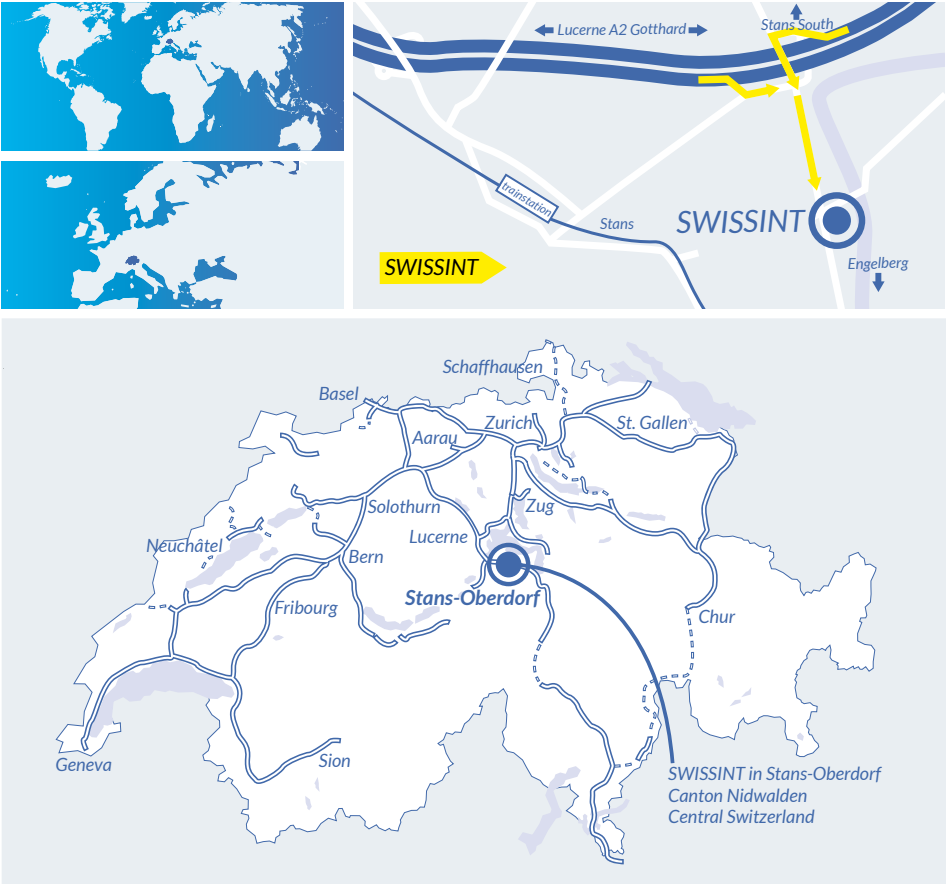 Lucerne A2 Gotthard
Stans South
trainstation
Stans
SWISSINT
SWISSINT
Engelberg
Schaffhausen
Basel
Zurich
St. Gallen
Aarau
Solothurn
Zug
Lucerne
Neuchâtel
Bern
Stans-Oberdorf
Fribourg
Chur
Sion
Geneva
SWISSINT in Stans-Oberdorf
Canton Nidwalden
Central Switzerland